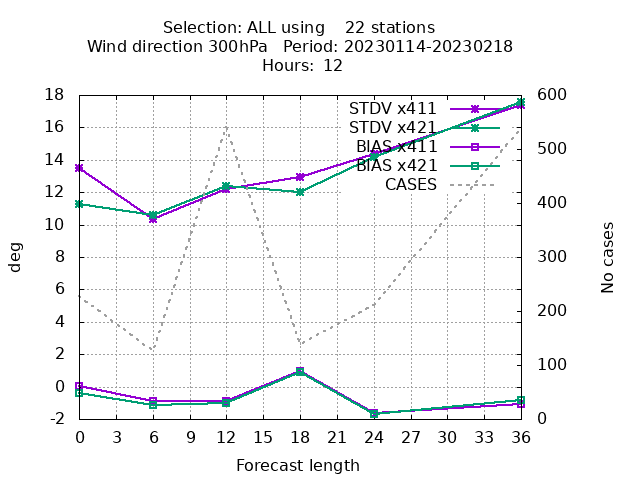 Selection: ALL using    22 stations
Wind direction 300hPa   Period: 20230114-20230218
Hours: 12
18 600
STDV x411
16 STDV x421
500
BIAS x411
14 BIAS x421
CASES
12 400
10
deg 8 300 No cases
6
4 200
2
0 100
-2 0
0 3 6 9 12 15 18 21 24 27 30 33 36
Forecast length